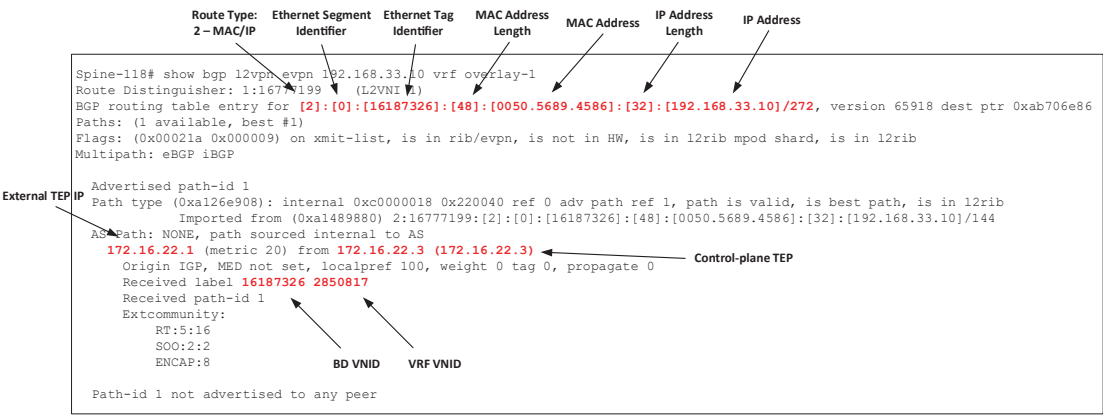 Route Type: 2 – MAC/IP
Ethernet Segment Identifier
Ethernet Tag Identifier
MAC Address Length
MAC Address
IP Address Length
IP Address
Spine-118# show bgp l2vpn evpn 192.168.33.10 vrf overlay-1
Route Distinguisher: 1:16777199 (L2VNI 1)
BGP routing table entry for [2]:[0]:[16187326]:[48]:[0050.5689.4586]:[32]:[192.168.33.10]/272, version 65918 dest ptr 0xab706e86
Paths: (1 available, best #1)
Flags: (0x00021a 0x000009) on xmit-list, is in rib/evpn, is not in HW, is in l2rib mpod shard, is in l2rib
Multipath: eBGP iBGP
Advertised path-id 1
External TEP IP
Path type (0xa126e908): internal 0xc0000018 0x220040 ref 0 adv path ref 1, path is valid, is best path, is in l2rib
Imported from (0xa1489880) 2:16777199:[2]:[0]:[16187326]:[48]:[0050.5689.4586]:[32]:[192.168.33.10]/144
AS-Path: NONE, path sourced internal to AS
172.16.22.1 (metric 20) from 172.16.22.3 (172.16.22.3)
Control-plane TEP
Origin IGP, MED not set, localpref 100, weight 0 tag 0, propagate 0
Received label 16187326 2850817
Received path-id 1
Extcommunity:
RT:5:16
SOO:2:2
ENCAP:8
BD VNID
VRF VNID
Path-id 1 not advertised to any peer